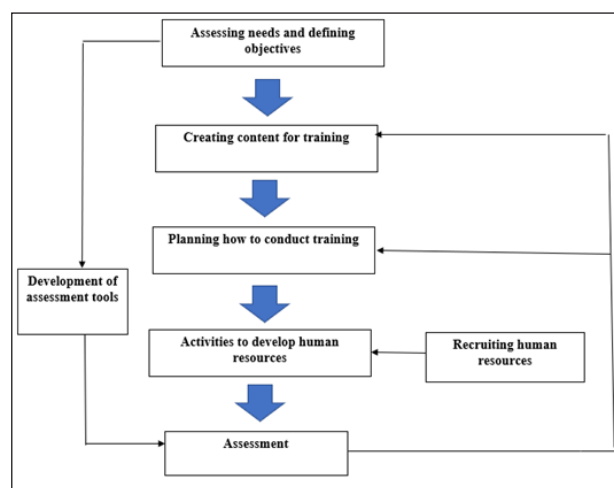 Assessing needs and defining
objectives
Creating content for training
Planning how to conduct training
Development of
assessment tools
Activities to develop human
resources
Recruiting human
resources
Assessment